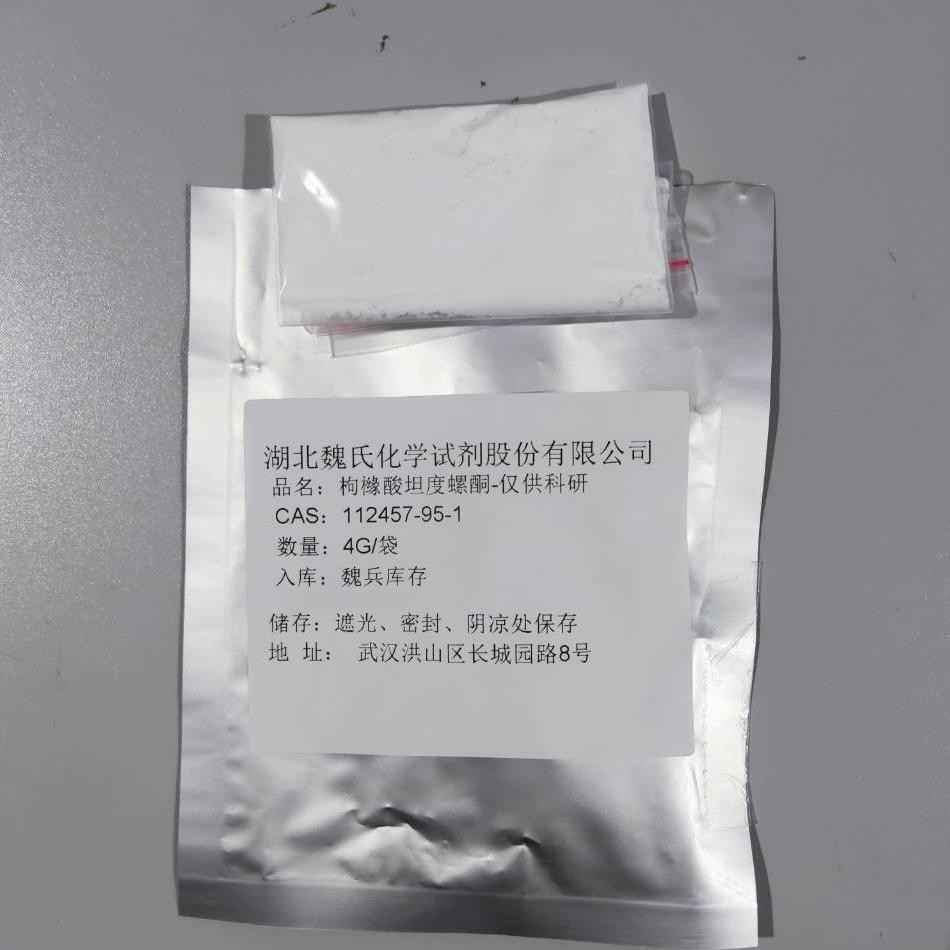 湖北魏氏化学试剂股份有限公司
品名：枸橼酸坦度螺酮-仅供科研
CAS：112457-95-1
数量：4G/袋
入库：魏兵库存
储存：遮光、密封、阴凉处保存
地 址： 武汉洪山区长城园路8号